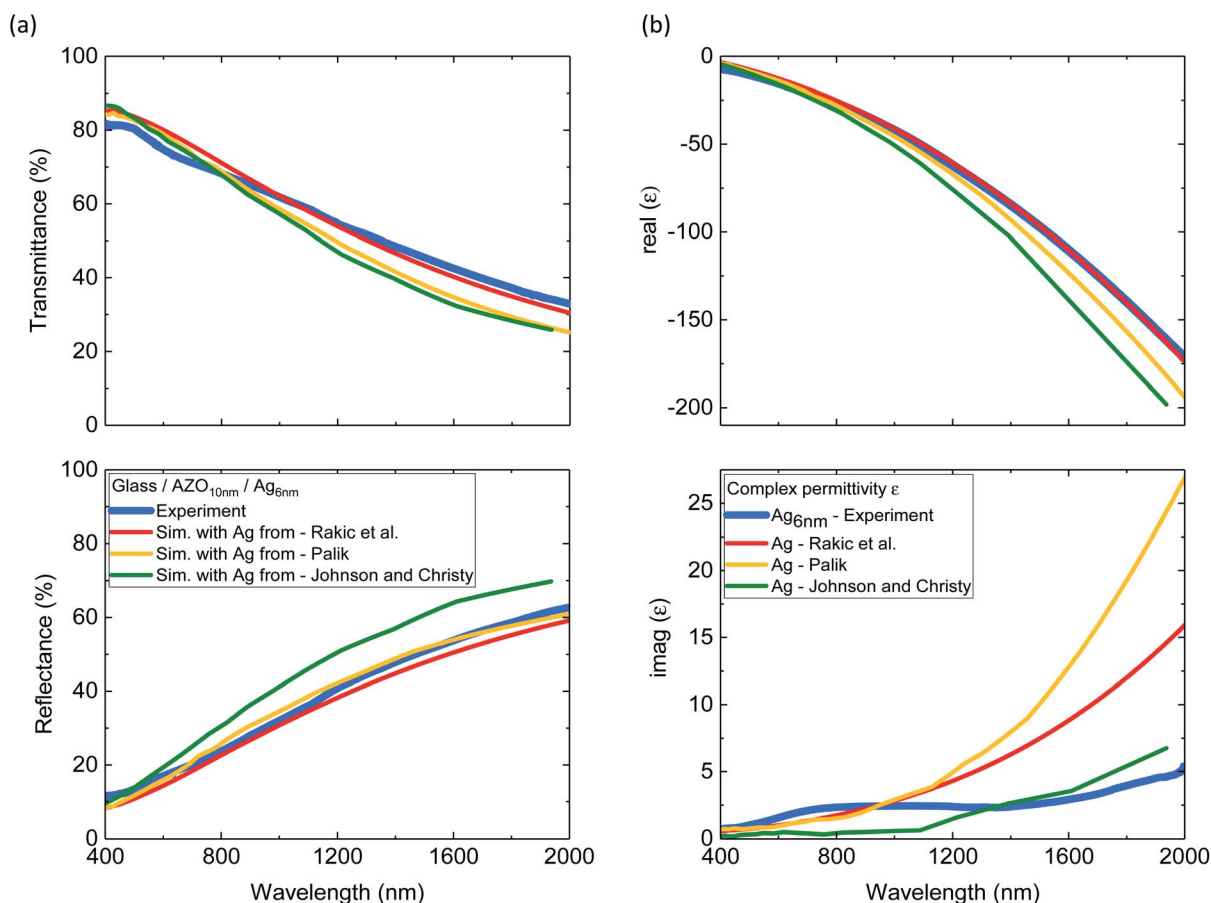 (a)
(b)
100
80
60
40
20
0
Transmittance (%)
0
-50
-100
-150
-200
real (ε)
100
80
60
40
20
0
Reflectance (%)
Glass / AZO10nm / Ag6nm
Experiment
Sim. with Ag from - Rakic et al.
Sim. with Ag from - Palik
Sim. with Ag from - Johnson and Christy
400 800 1200 1600 2000
Wavelength (nm)
25
20
15
10
5
0
imag (ε)
Complex permittivity ε
Ag6nm - Experiment
Ag - Rakic et al.
Ag - Palik
Ag - Johnson and Christy
400 800 1200 1600 2000
Wavelength (nm)